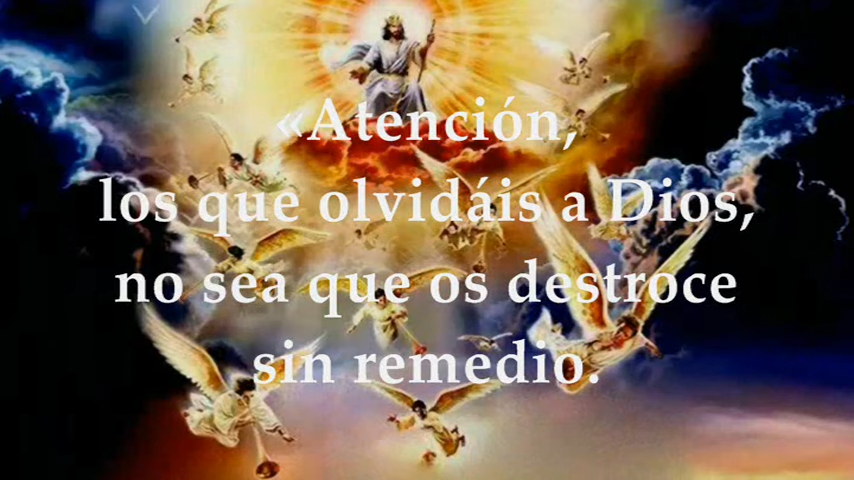 «Atención,
los que olvidáis a Dios,
no sea que os destroce
sin remedio.